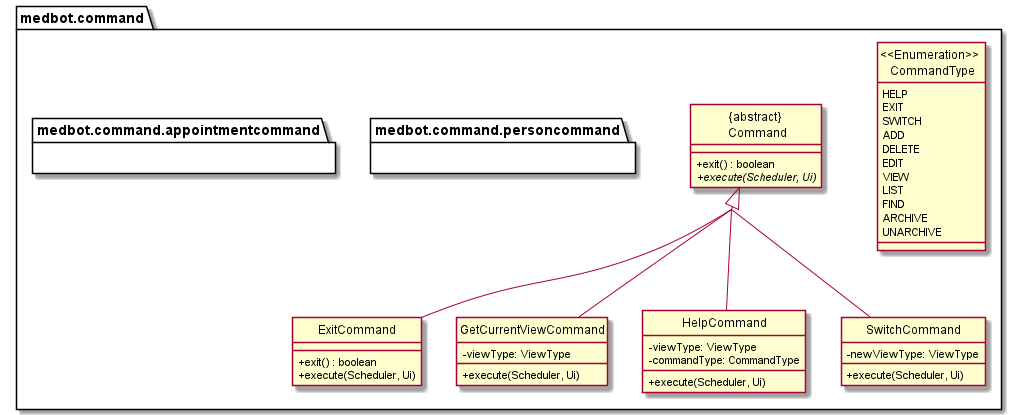 medbot.command
<<Enumeration>>
CommandType
HELP
EXIT
SWITCH
ADD
DELETE
EDIT
VIEW
LIST
FIND
ARCHIVE
UNARCHIVE
medbot.command.appointmentcommand
medbot.command.personcommand
{abstract}
Command
+exit() : boolean
+execute(Scheduler, Ui)
ExitCommand
+exit() : boolean
+execute(Scheduler, Ui)
GetCurrentViewCommand
-viewType: ViewType
+execute(Scheduler, Ui)
HelpCommand
-viewType: ViewType
-commandType: CommandType
+execute(Scheduler, Ui)
SwitchCommand
-newViewType: ViewType
+execute(Scheduler, Ui)